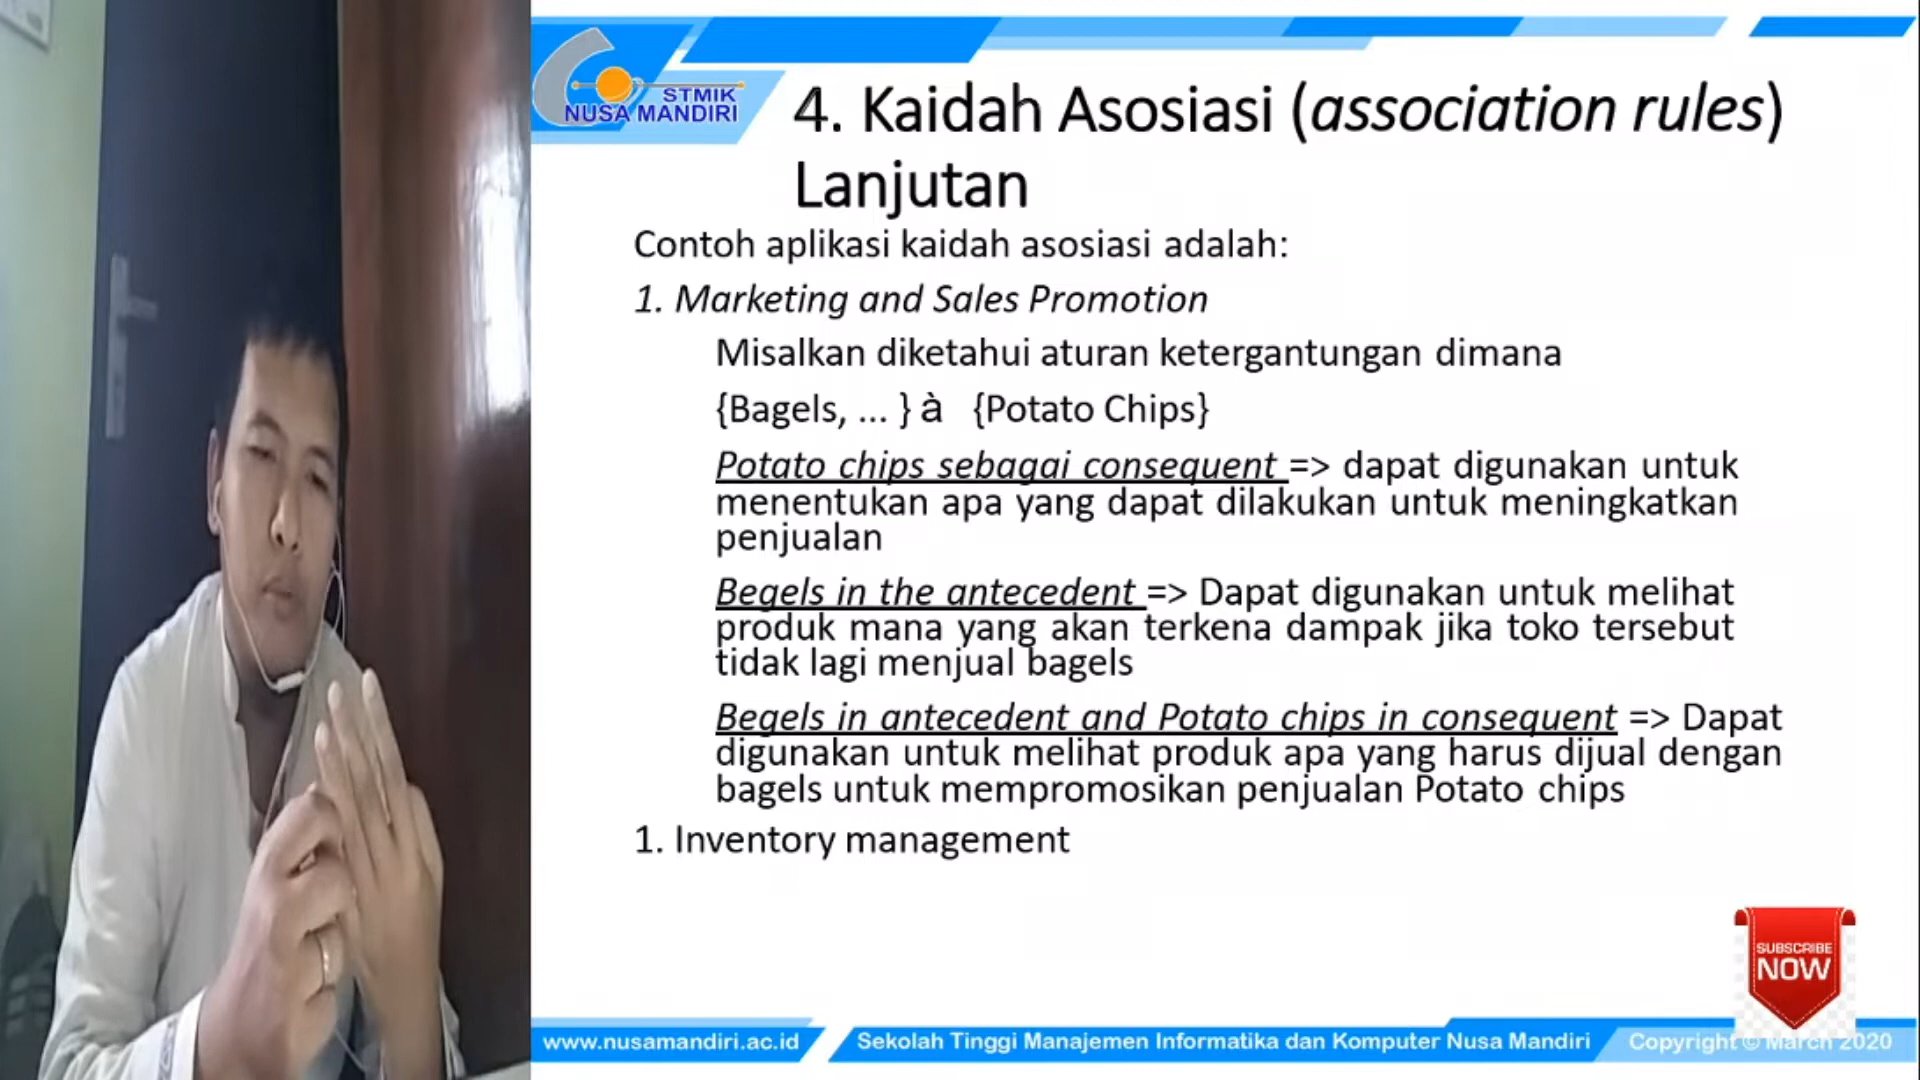 STMIK
NUSA MANDIRI
4. Kaidah Asosiasi (association rules)
Lanjutan
Contoh aplikasi kaidah asosiasi adalah:
1. Marketing and Sales Promotion
Misalkan diketahui aturan ketergantungan dimana
{Bagels, ... } à {Potato Chips}
Potato chips sebagai consequent => dapat digunakan untuk
menentukan apa yang dapat dilakukan untuk meningkatkan
penjualan
Begels in the antecedent => Dapat digunakan untuk melihat
produk mana yang akan terkena dampak jika toko tersebut
tidak lagi menjual bagels
Begels in antecedent and Potato chips in consequent => Dapat
digunakan untuk melihat produk apa yang harus dijual dengan
bagels untuk mempromosikan penjualan Potato chips
1. Inventory management
SUBSCRIBE
NOW
www.nusamandiri.ac.id
Sekolah Tinggi Manajemen Informatika dan Komputer Nusa Mandiri
Copyright © March 2020